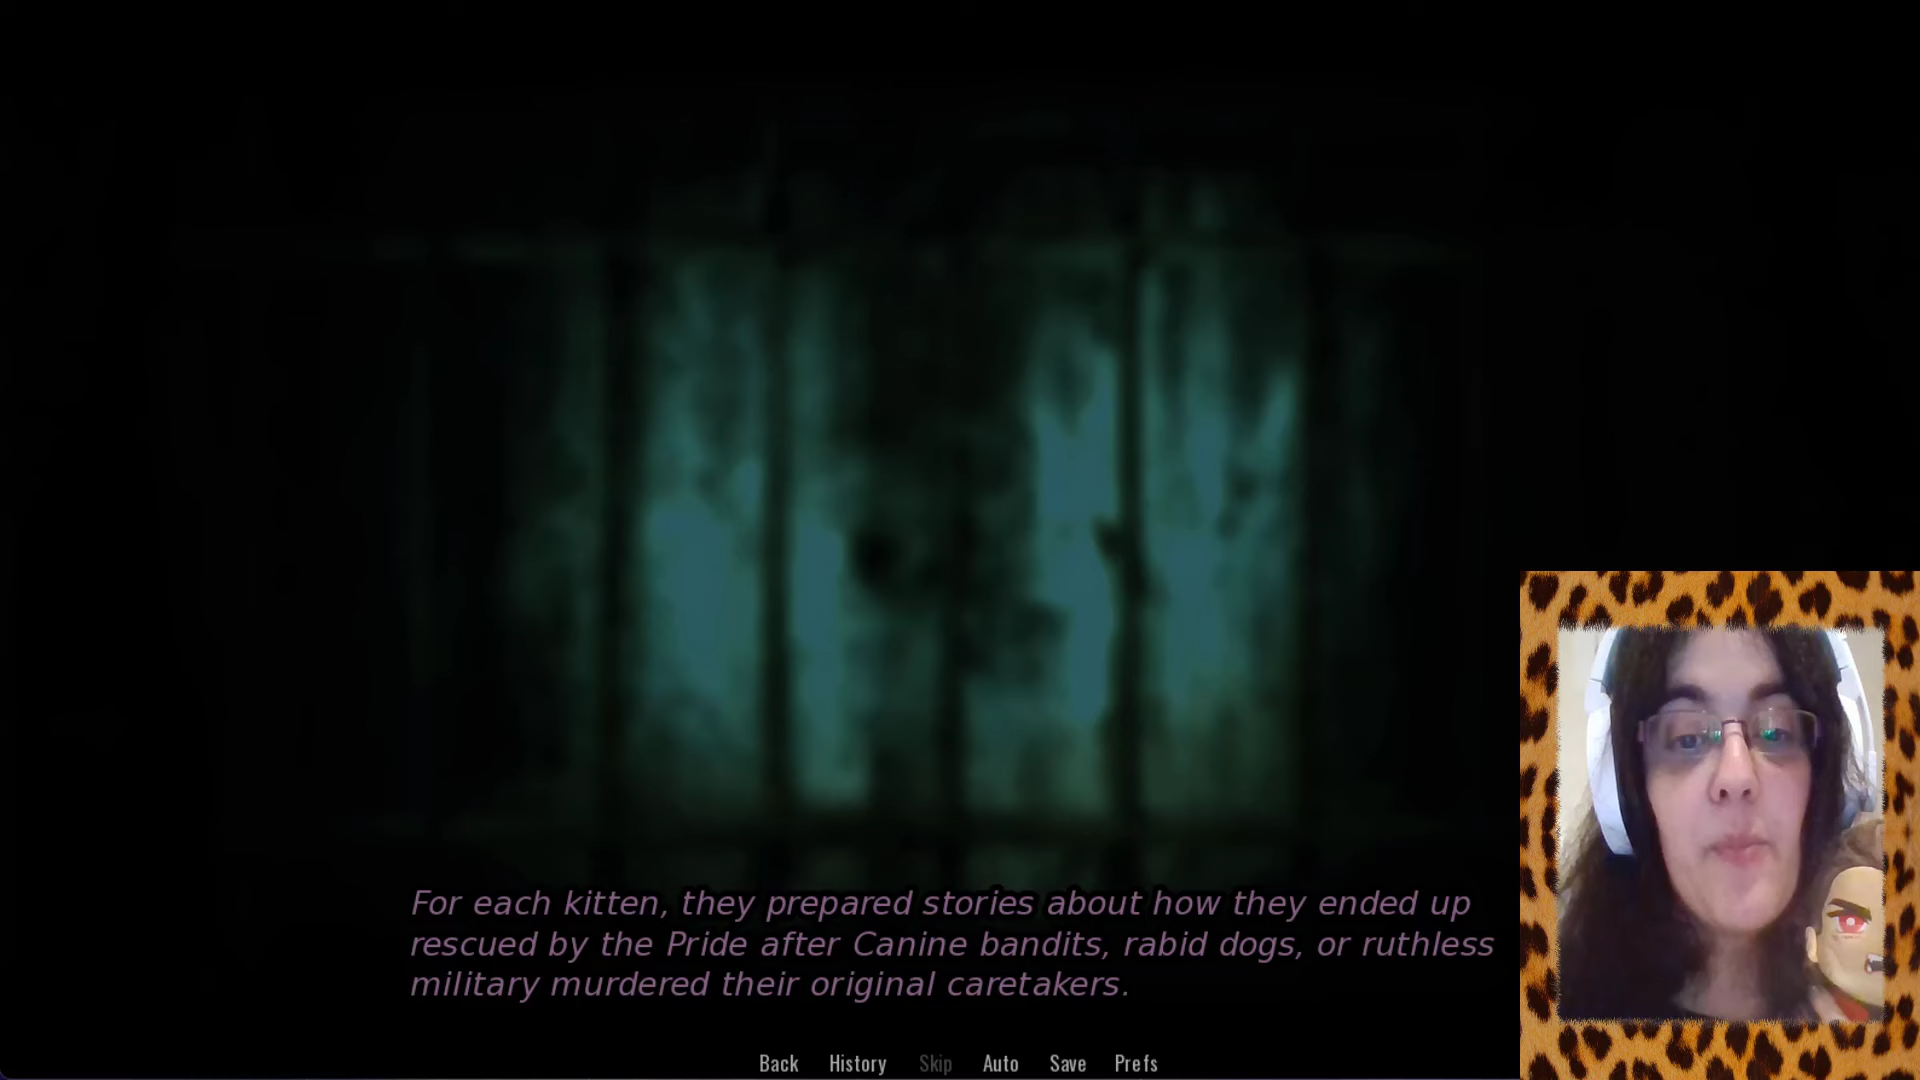 For each kitten, they prepared stories about how they ended up
rescued by the Pride after Canine bandits, rabid dogs, or ruthless
military murdered their original caretakers.
Back History Skip Auto Save Prefs